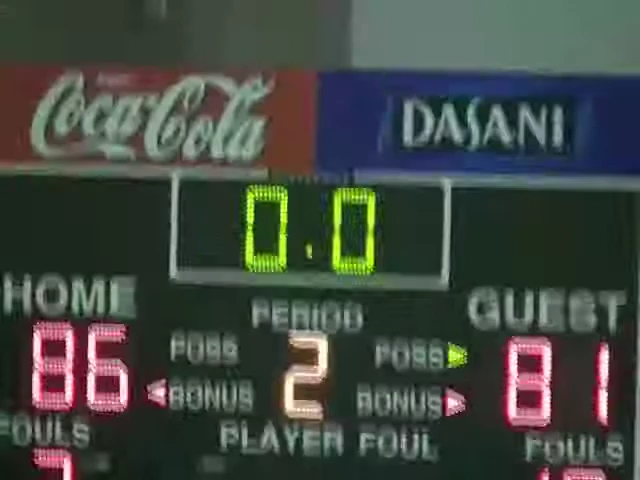 Coca-Cola DASANI
0.0
HOME PERIOD GUEST
86 POSS 2 POSS 81
BONUS BONUS
FOULS PLAYER FOUL FOULS